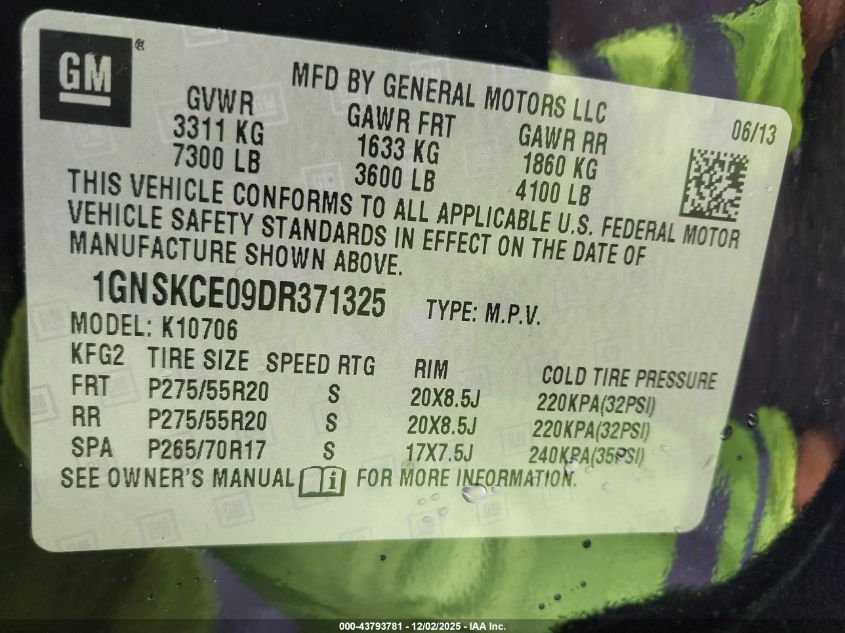 GM®
MFD BY GENERAL MOTORS LLC
06/13
GVWR GAWR FRT GAWR RR
3311 KG 1633 KG 1860 KG
7300 LB 3600 LB 4100 LB
THIS VEHICLE CONFORMS TO ALL APPLICABLE U.S. FEDERAL MOTOR
VEHICLE SAFETY STANDARDS IN EFFECT ON THE DATE OF
MANUFACTURE SHOWN ABOVE.
1GNSKCE09DR371325 TYPE: M.P.V.
MODEL: K10706
KFG2 TIRE SIZE SPEED RTG RIM COLD TIRE PRESSURE
FRT P275/55R20 S 20X8.5J 220KPA(32PSI)
RR P275/55R20 S 20X8.5J 220KPA(32PSI)
SPA P265/70R17 S 17X7.5J 240KPA(35PSI)
SEE OWNER'S MANUAL i FOR MORE INFORMATION.
000-43793781 - 12/02/2025 - IAA Inc.